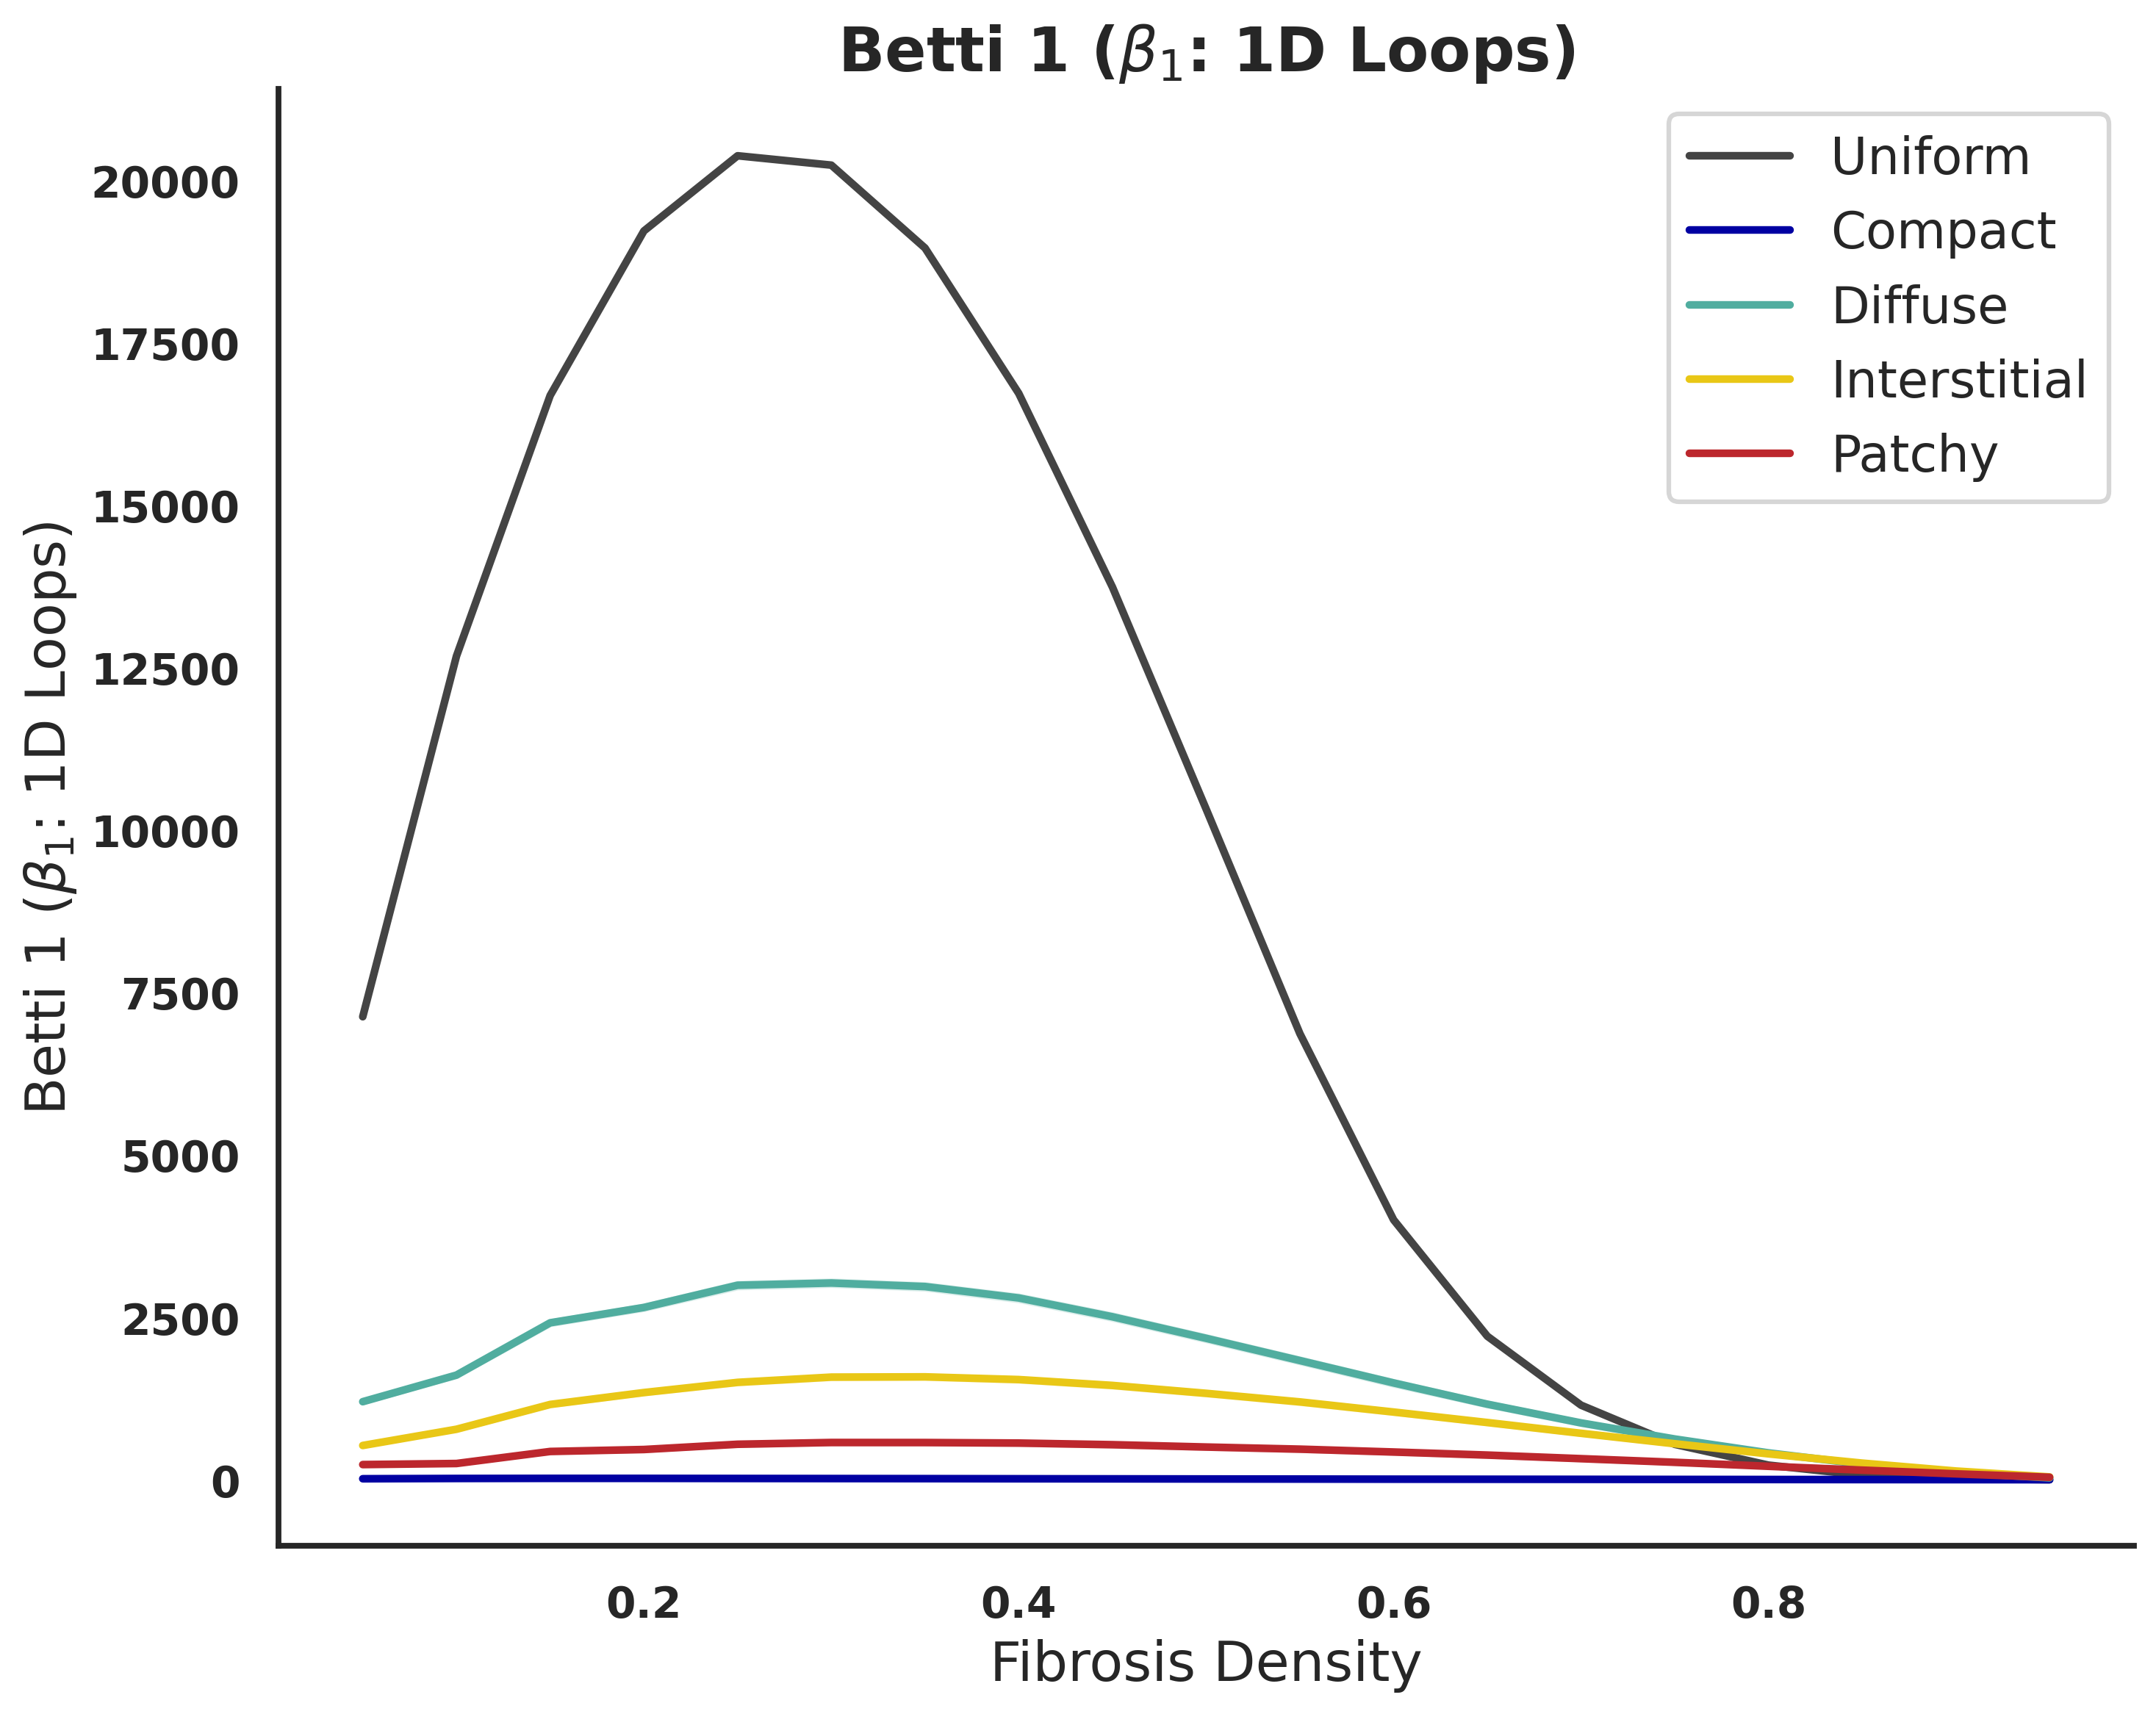 Betti 1 (β₁: 1D Loops)
Betti 1 (β₁: 1D Loops)
20000
17500
15000
12500
10000
7500
5000
2500
0
Uniform
Compact
Diffuse
Interstitial
Patchy
0.2 0.4 0.6 0.8
Fibrosis Density